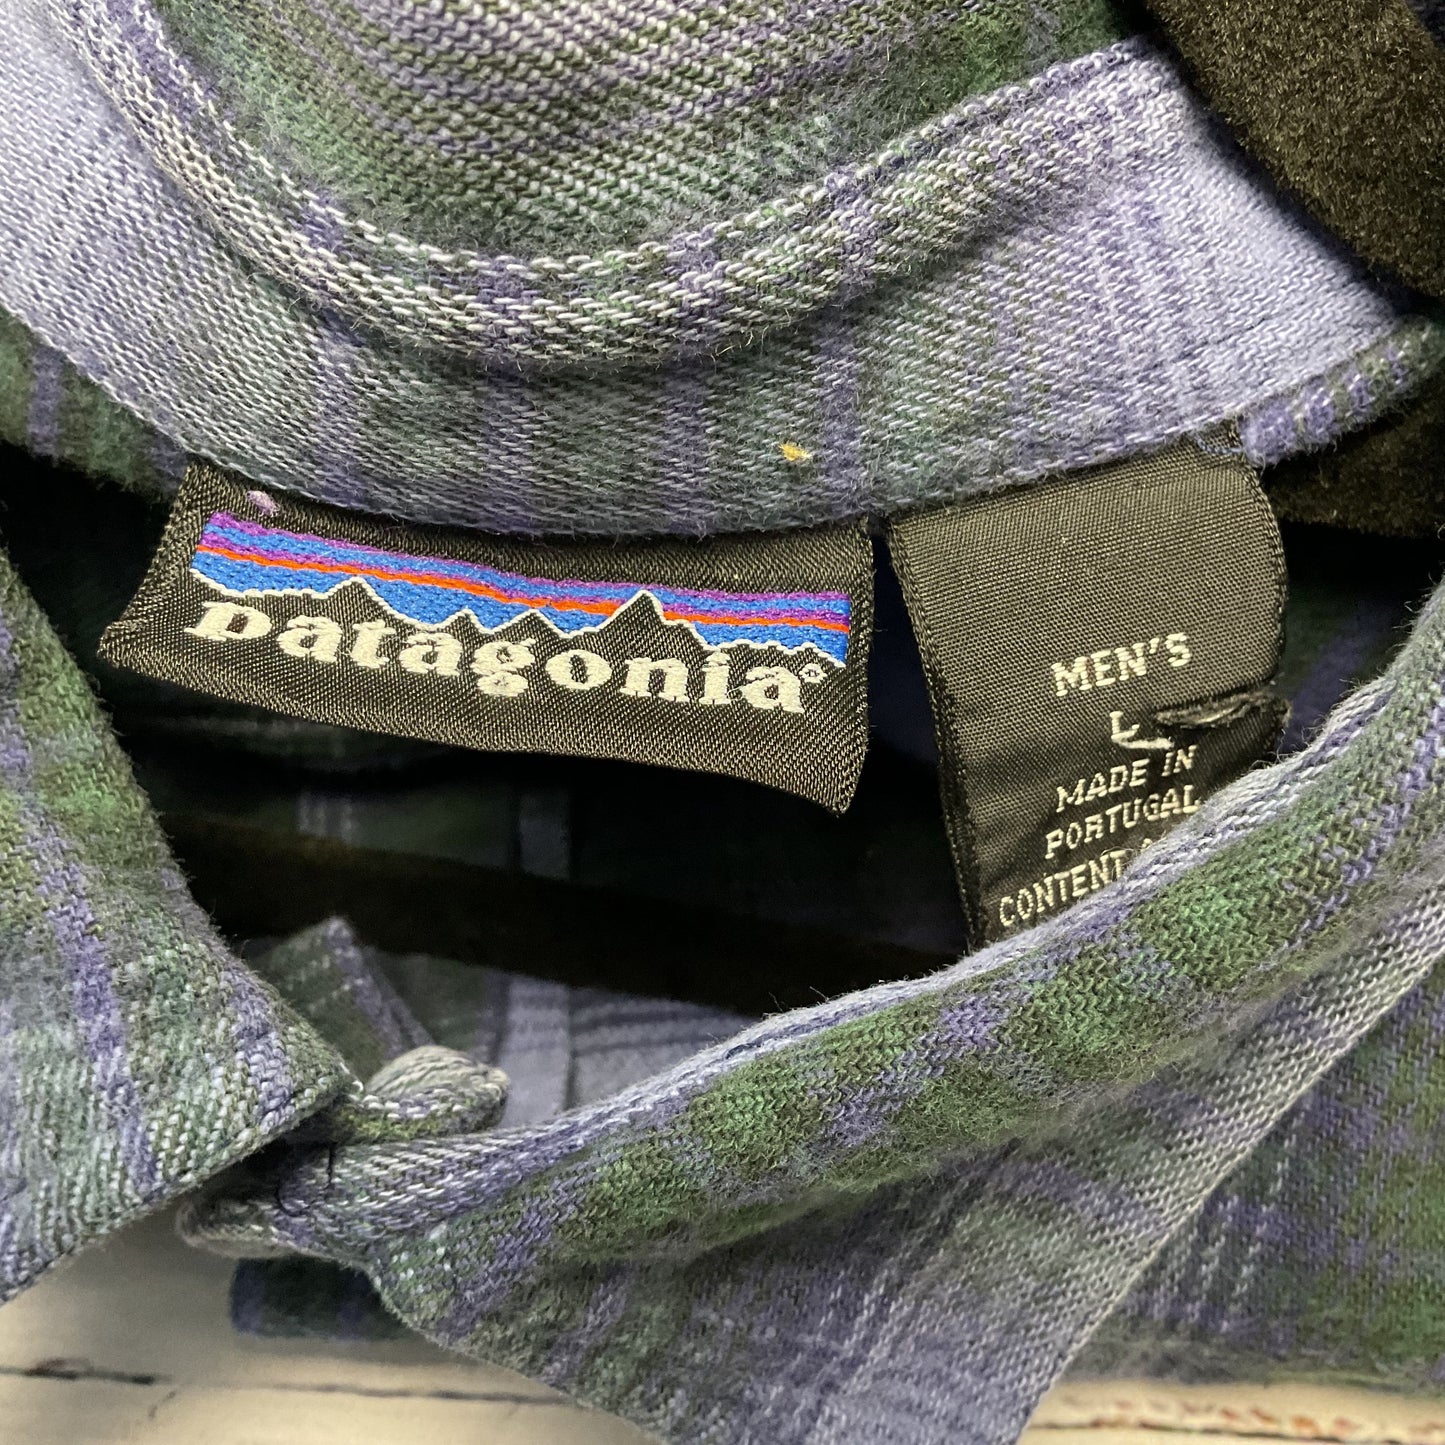 Patagonia®
MEN'S
L
MADE IN
PORTUGAL
CONTENT